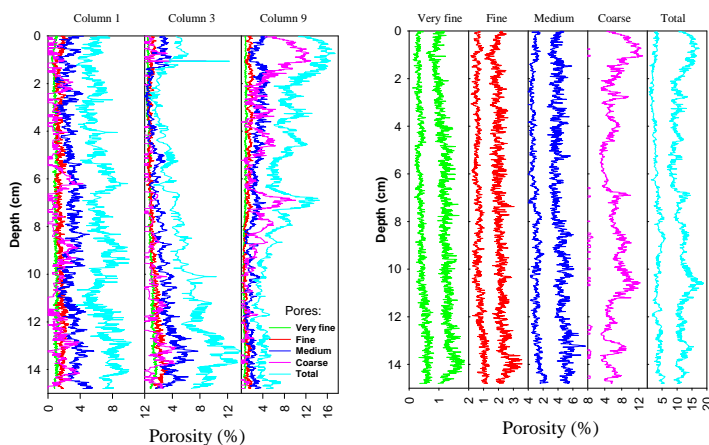 Column 1 Column 3 Column 9
Depth (cm)
0
2
4
6
8
10
12
14
Pores:
Very fine
Fine
Medium
Coarse
Total
0 4 8 12 4 8 12 4 8 12 16
Porosity (%)
Very fine Fine Medium Coarse Total
Depth (cm)
0
2
4
6
8
10
12
14
0 1 2 1 2 3 4 2 4 6 8 4 8 12 5 10 15 20
Porosity (%)